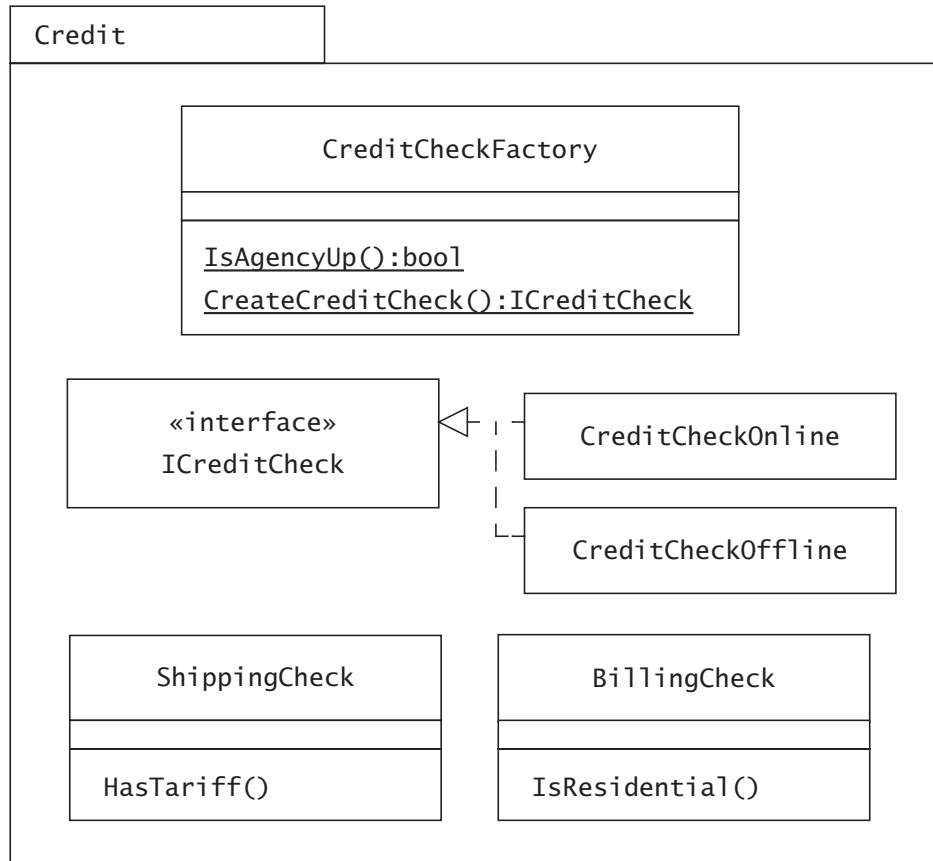 Credit
CreditCheckFactory
IsAgencyUp():bool
CreateCreditCheck():ICreditCheck
«interface»
ICreditCheck
CreditCheckOnline
CreditCheckOffline
ShippingCheck
HasTariff()
BillingCheck
IsResidential()